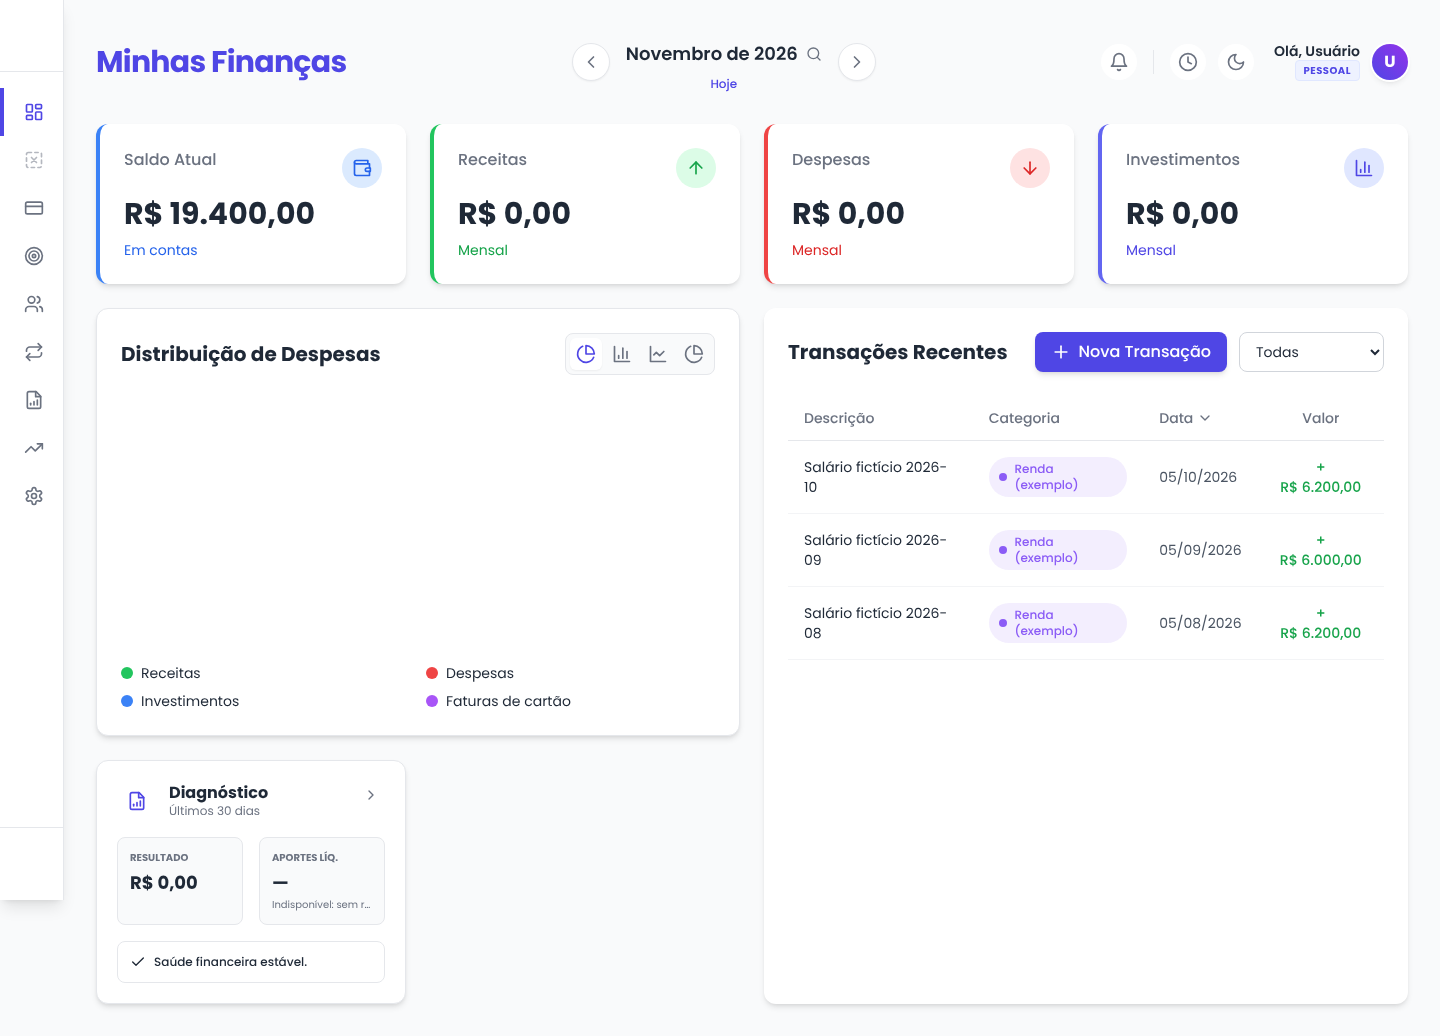 Minhas Finanças
Novembro de 2026
Hoje
Olá, Usuário
PESSOAL
U
Saldo Atual
R$ 19.400,00
Em contas
Receitas
R$ 0,00
Mensal
Despesas
R$ 0,00
Mensal
Investimentos
R$ 0,00
Mensal
Distribuição de Despesas
Receitas
Despesas
Investimentos
Faturas de cartão
Diagnóstico
Últimos 30 dias
RESULTADO
R$ 0,00
APORTES LÍQ.
—
Indisponível: sem r...
Saúde financeira estável.
Transações Recentes
Nova Transação
Todas
Descrição Categoria Data Valor
Salário fictício 2026-
10
Renda
(exemplo)
05/10/2026
+
R$ 6.200,00
Salário fictício 2026-
09
Renda
(exemplo)
05/09/2026
+
R$ 6.000,00
Salário fictício 2026-
08
Renda
(exemplo)
05/08/2026
+
R$ 6.200,00